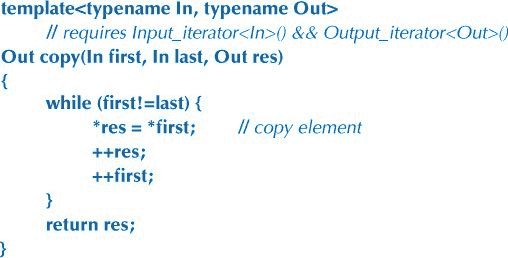 template<typename In, typename Out>
// requires Input_iterator<In>() && Output_iterator<Out>()
Out copy(In first, In last, Out res)
{
while (first!=last) {
*res = *first; // copy element
++res;
++first;
}
return res;
}